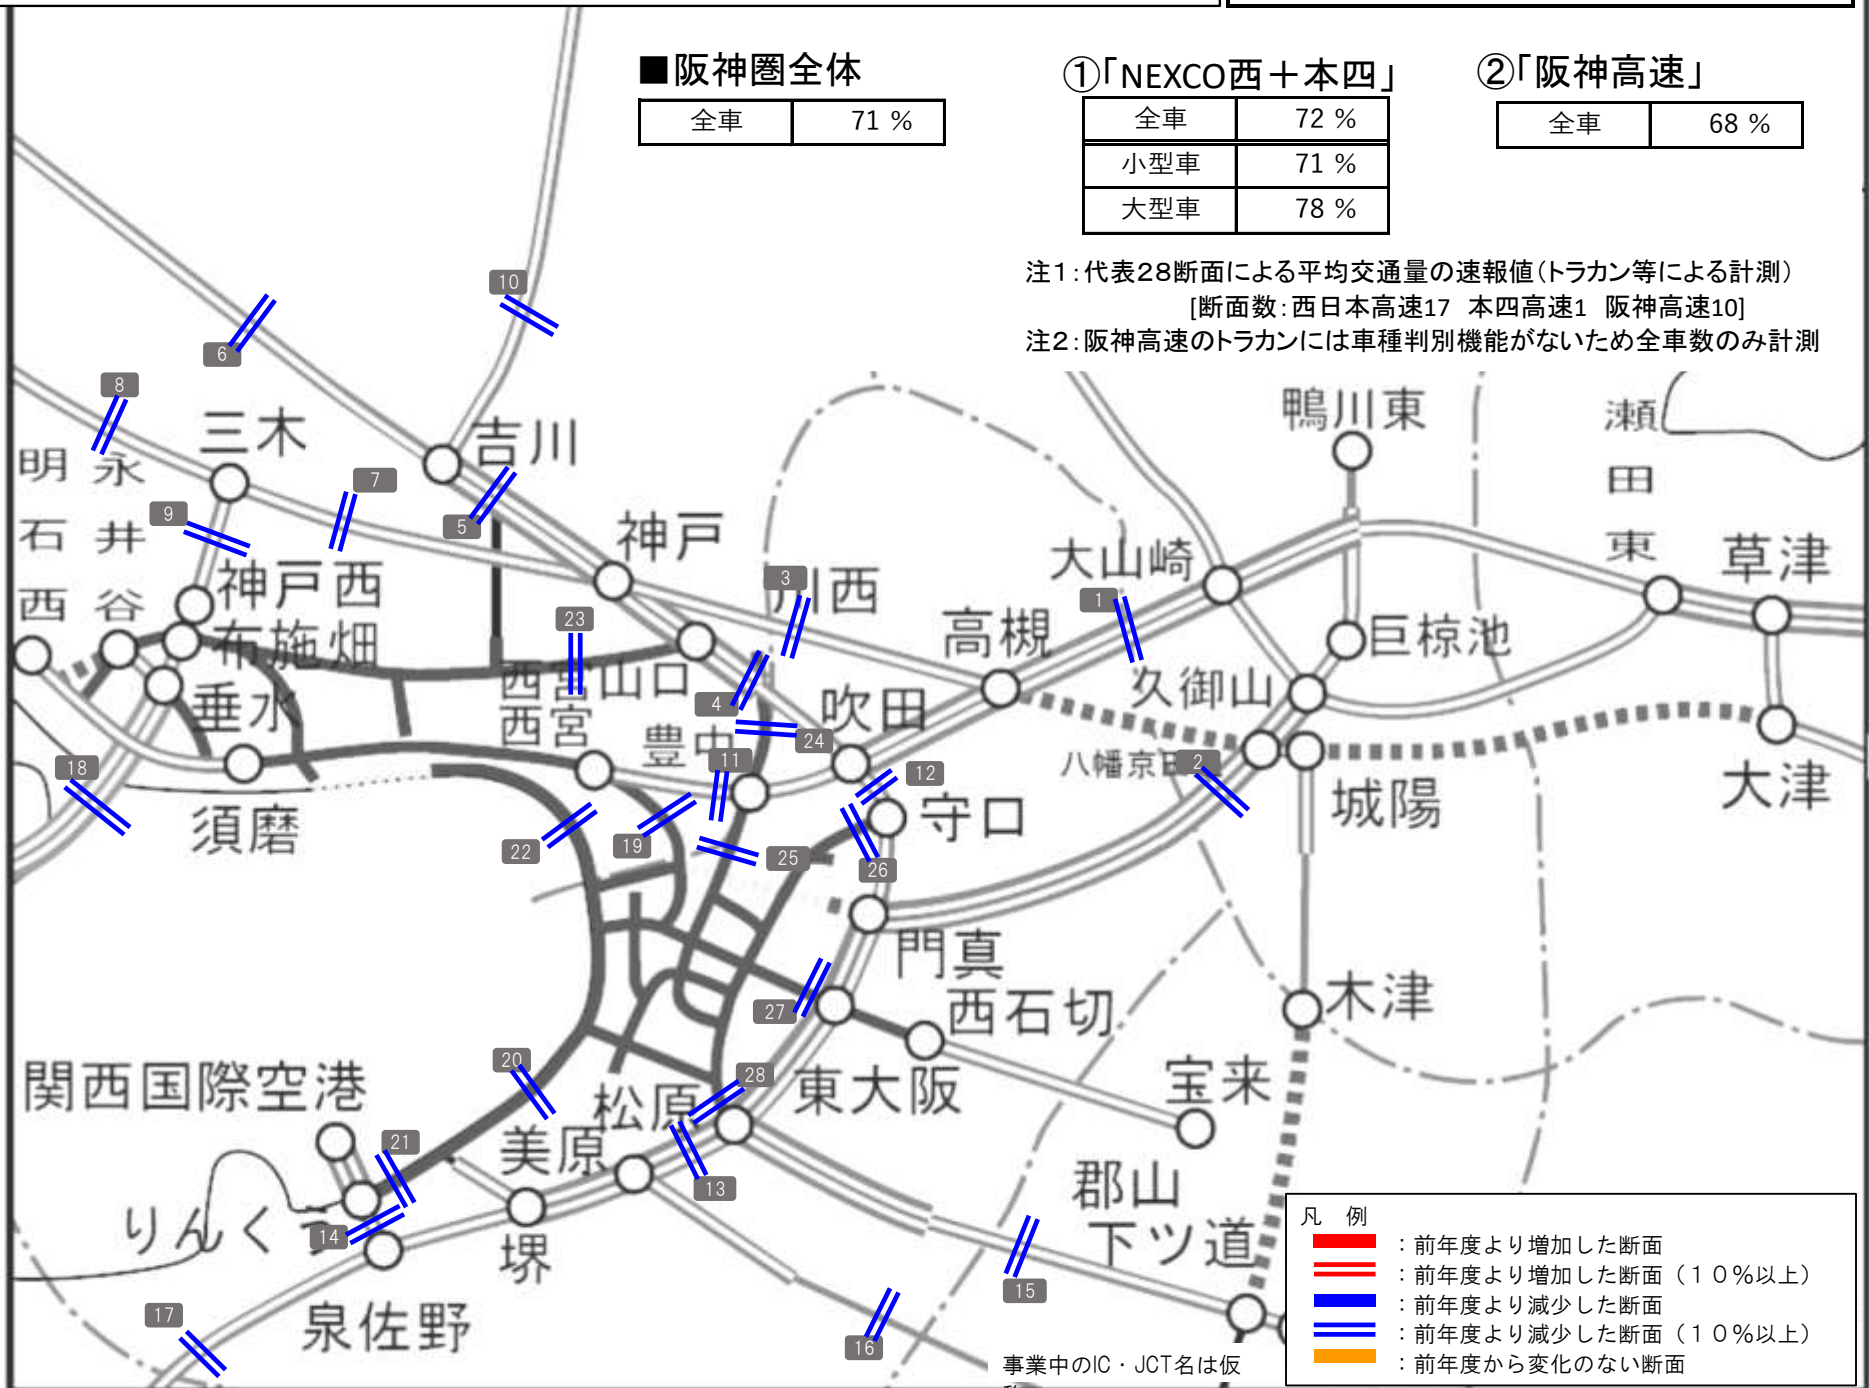 ■阪神圏全体
全車 71 %
①「NEXCO西＋本四」
全車 72 %
小型車 71 %
大型車 78 %
②「阪神高速」
全車 68 %
注1：代表28断面による平均交通量の速報値（トラカン等による計測）
[断面数：西日本高速17 本四高速1 阪神高速10]
注2：阪神高速のトラカンには車種判別機能がないため全車数のみ計測
10
6
8
三木
吉川
7
5
9
明石西
永井谷
神戸西
布施畑
垂水
神戸
3
川西
23
西宮山口
西宮
4
24
豊中
吹田
11
12
高槻
大山崎
1
鴨川東
瀬田東
草津
巨椋池
久御山
八幡京田
2
城陽
大津
18
須磨
22
19
25
守口
26
門真
27
西石切
木津
関西国際空港
20
松原
28
東大阪
宝来
21
美原
13
りんくう
14
堺
郡山
下ツ道
15
17
泉佐野
16
事業中のIC・JCT名は仮
凡 例
：前年度より増加した断面
：前年度より増加した断面（１０％以上）
：前年度より減少した断面
：前年度より減少した断面（１０％以上）
：前年度から変化のない断面